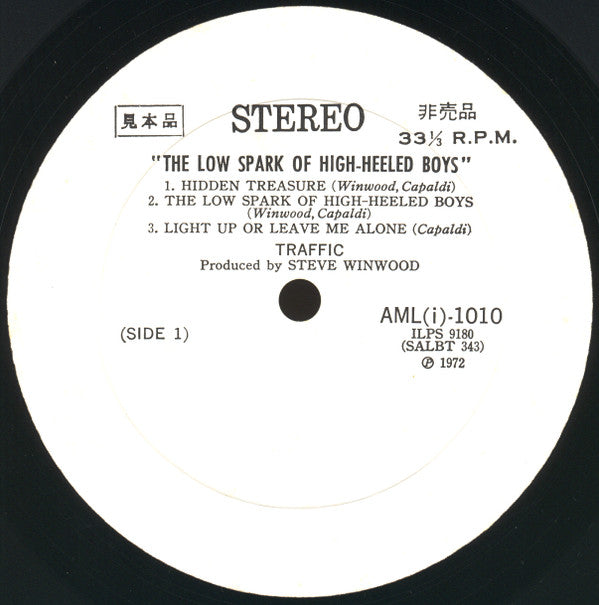 見本品
STEREO
非売品
33⅓ R.P.M.
"THE LOW SPARK OF HIGH-HEELED BOYS"
1. HIDDEN TREASURE (Winwood, Capaldi)
2. THE LOW SPARK OF HIGH-HEELED BOYS
(Winwood, Capaldi)
3. LIGHT UP OR LEAVE ME ALONE (Capaldi)
TRAFFIC
Produced by STEVE WINWOOD
(SIDE 1)
AML(i)-1010
ILPS 9180
(SALBT 343)
Ⓟ 1972